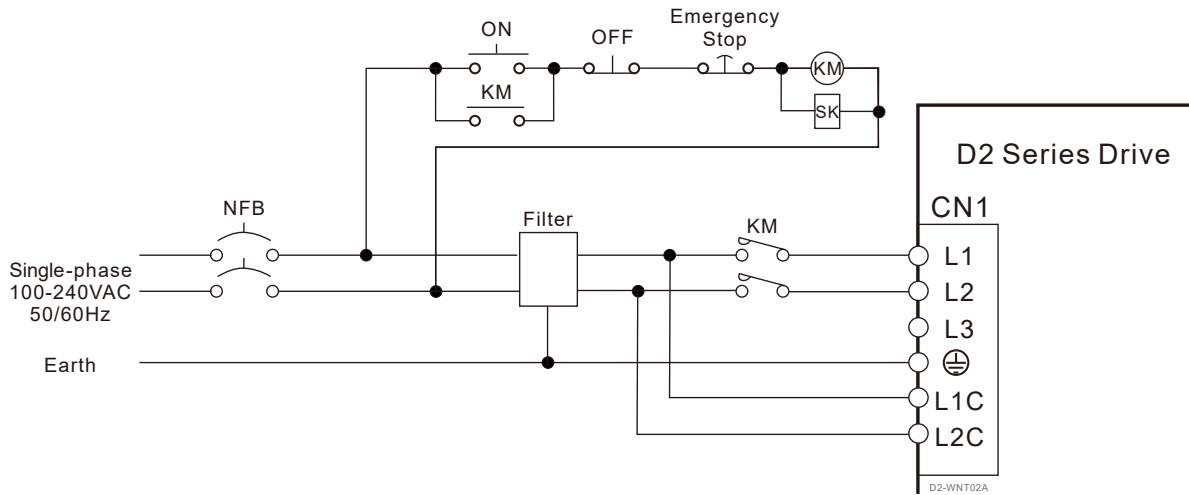 ON
OFF
Emergency
Stop
KM
KM
SK
D2 Series Drive
CN1
NFB
Filter
KM
L1
L2
L3
L1C
L2C
Single-phase
100-240VAC
50/60Hz
Earth
D2-WNT02A